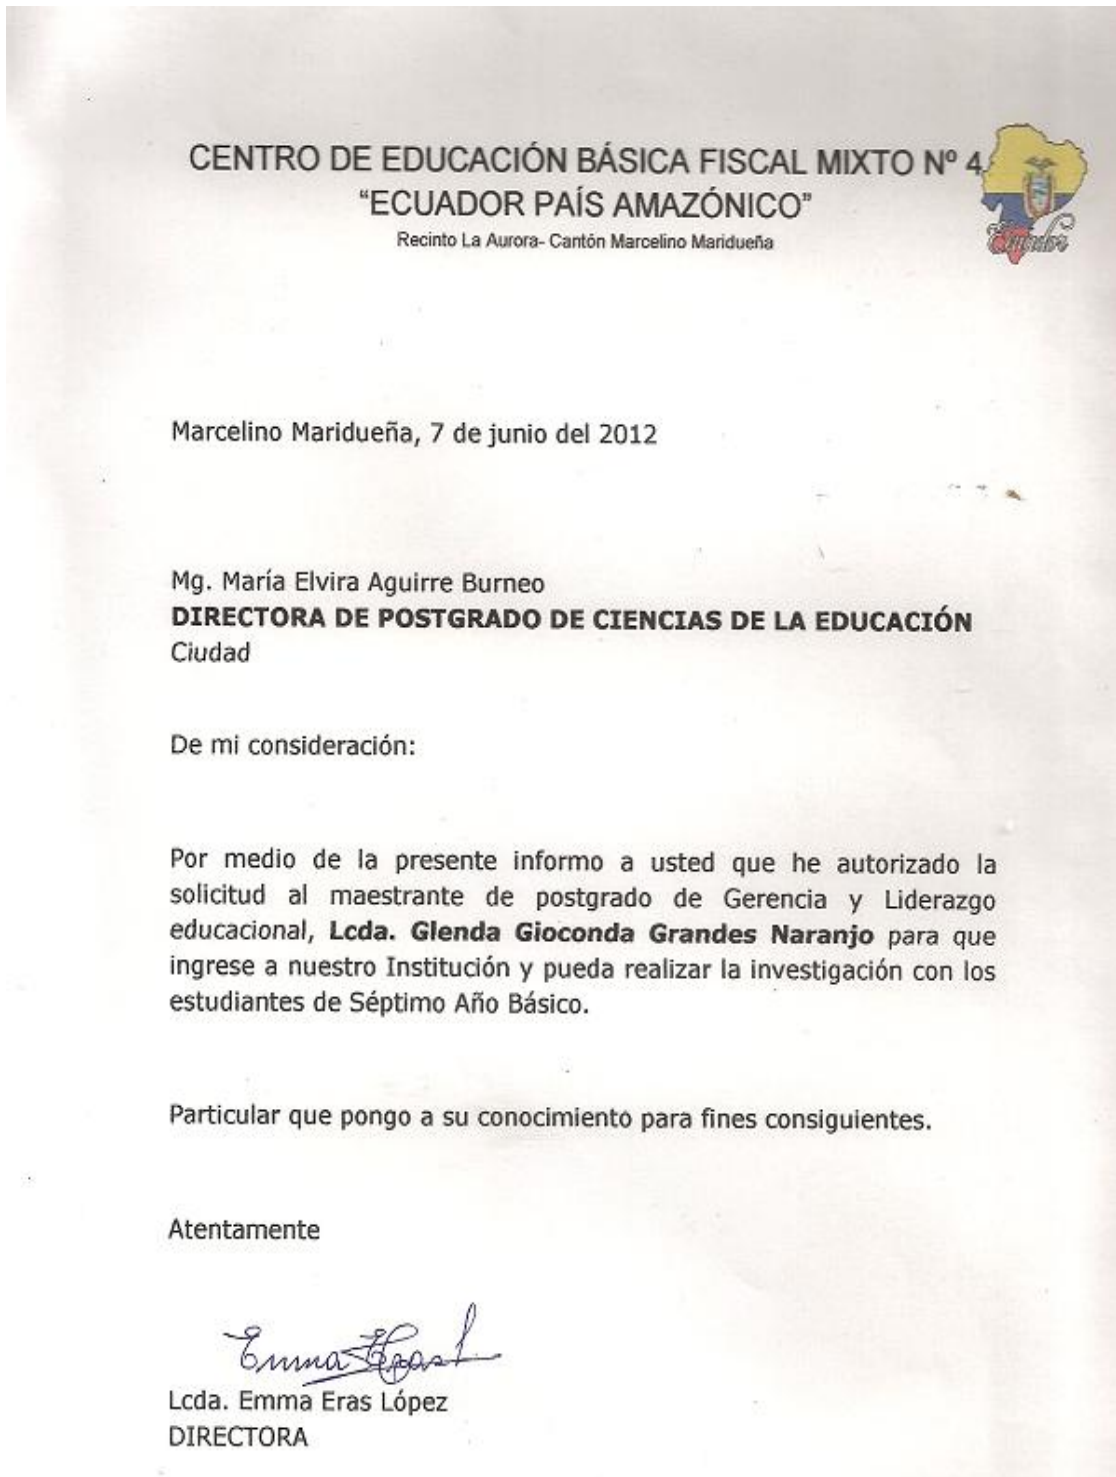 CENTRO DE EDUCACIÓN BÁSICA FISCAL MIXTO Nº 4
“ECUADOR PAÍS AMAZÓNICO”
Recinto La Aurora- Cantón Marcelino Maridueña
Ecuador
Marcelino Maridueña, 7 de junio del 2012
Mg. María Elvira Aguirre Burneo
DIRECTORA DE POSTGRADO DE CIENCIAS DE LA EDUCACIÓN
Ciudad
De mi consideración:
Por medio de la presente informo a usted que he autorizado la
solicitud al maestrante de postgrado de Gerencia y Liderazgo
educacional, Lcda. Glenda Gioconda Grandes Naranjo para que
ingrese a nuestro Institución y pueda realizar la investigación con los
estudiantes de Séptimo Año Básico.
Particular que pongo a su conocimiento para fines consiguientes.
Atentamente
Emma Eras L
Lcda. Emma Eras López
DIRECTORA